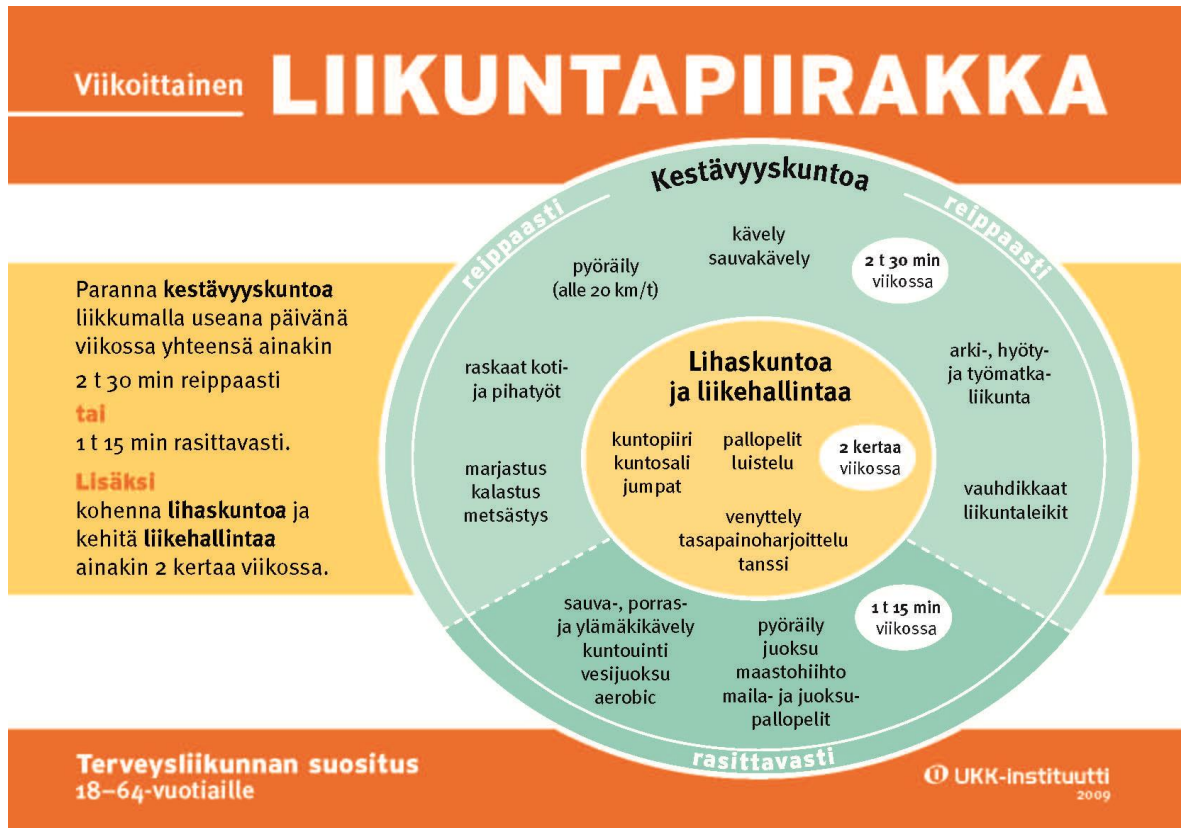 Viikoittainen LIIKUNTAPIIRAKKA
Paranna kestävyyskuntoa
liikkumalla useana päivänä
viikossa yhteensä ainakin
2 t 30 min reippaasti
tai
1 t 15 min rasittavasti.
Lisäksi
kohenna lihaskuntoa ja
kehitä liikehallintaa
ainakin 2 kertaa viikossa.
Kestävyyskuntoa
reippaasti
reippaasti
kävely
sauvakävely
2 t 30 min
viikossa
pyöräily
(alle 20 km/t)
raskaat koti-
ja pihatyöt
marjastus
kalastus
metsästys
arki-, hyöty-
ja työmatka-
liikunta
vauhdikkaat
liikuntaleikit
Lihaskuntoa
ja liikehallintaa
kuntopiiri
kuntosali
jumpat
pallopelit
luistelu
2 kertaa
viikossa
venyttely
tasapainoharjoittelu
tanssi
sauva-, porras-
ja ylämäkikävely
kuntouinti
vesijuoksu
aerobic
pyöräily
juoksu
maastohiihto
maila- ja juoksu-
pallopelit
1 t 15 min
viikossa
rasittavasti
Terveysliikunnan suositus
18–64-vuotiaille
UKK-instituutti
2009